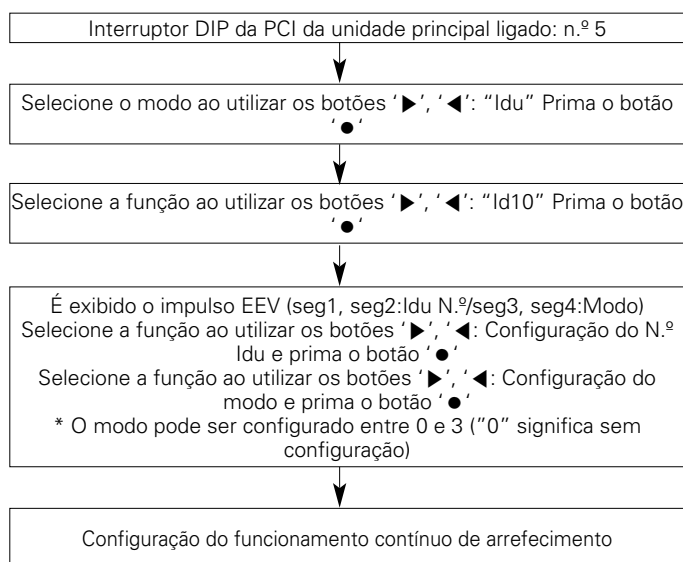 Interruptor DIP da PCI da unidade principal ligado: n.º 5
Selecione o modo ao utilizar os botões ‘▶’, ‘◀’: “Idu” Prima o botão
‘●‘
Selecione a função ao utilizar os botões ‘▶’, ‘◀’: “Id10” Prima o botão
‘●‘
É exibido o impulso EEV (seg1, seg2:Idu N.º/seg3, seg4:Modo)
Selecione a função ao utilizar os botões ‘▶’, ‘◀: Configuração do N.º
Idu e prima o botão ‘●‘
Selecione a função ao utilizar os botões ‘▶’, ‘◀: Configuração do
modo e prima o botão ‘●‘
* O modo pode ser configurado entre 0 e 3 (”0” significa sem
configuração)
Configuração do funcionamento contínuo de arrefecimento